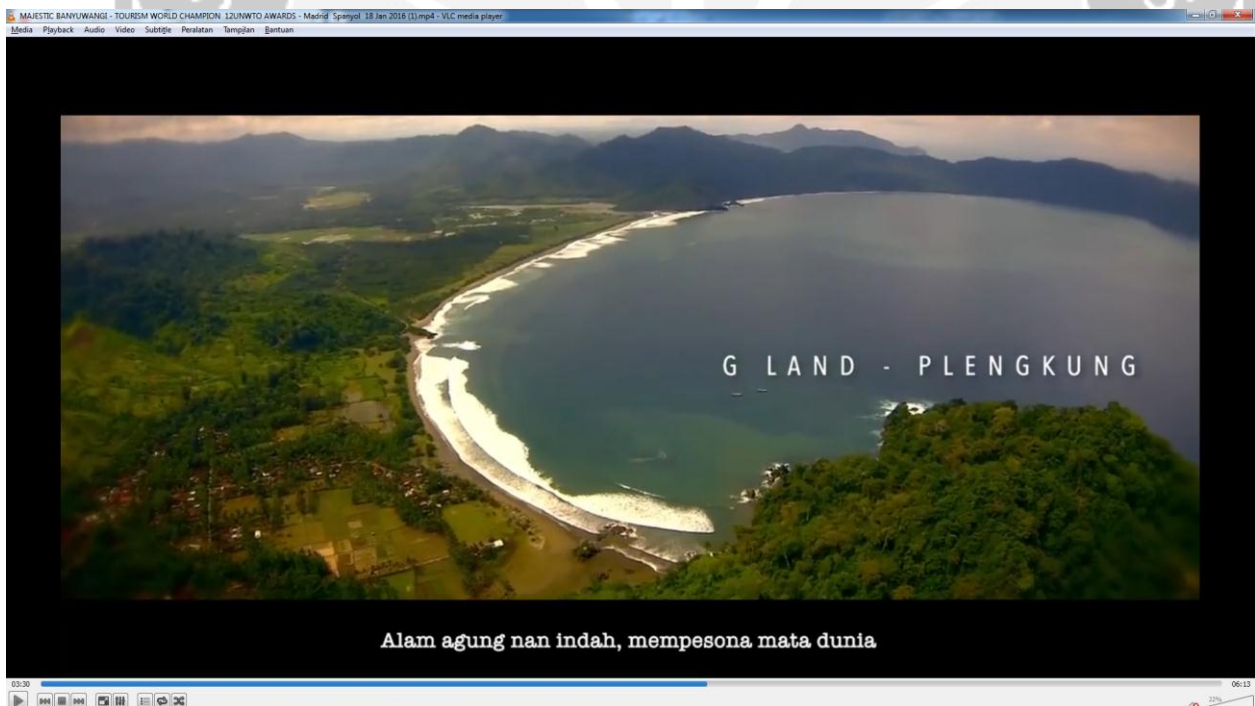 MAJESTIC BANYUWANGI - TOURISM WORLD CHAMPION 12UNWTO AWARDS - Madrid Spanyol 18 Jan 2016 (1).mp4 - VLC media player
Media Playback Audio Video Subtitle Peralatan Tampilan Bantuan
G LAND - PLENGKUNG
Alam agung nan indah, mempesona mata dunia
03:30 06:13
22%